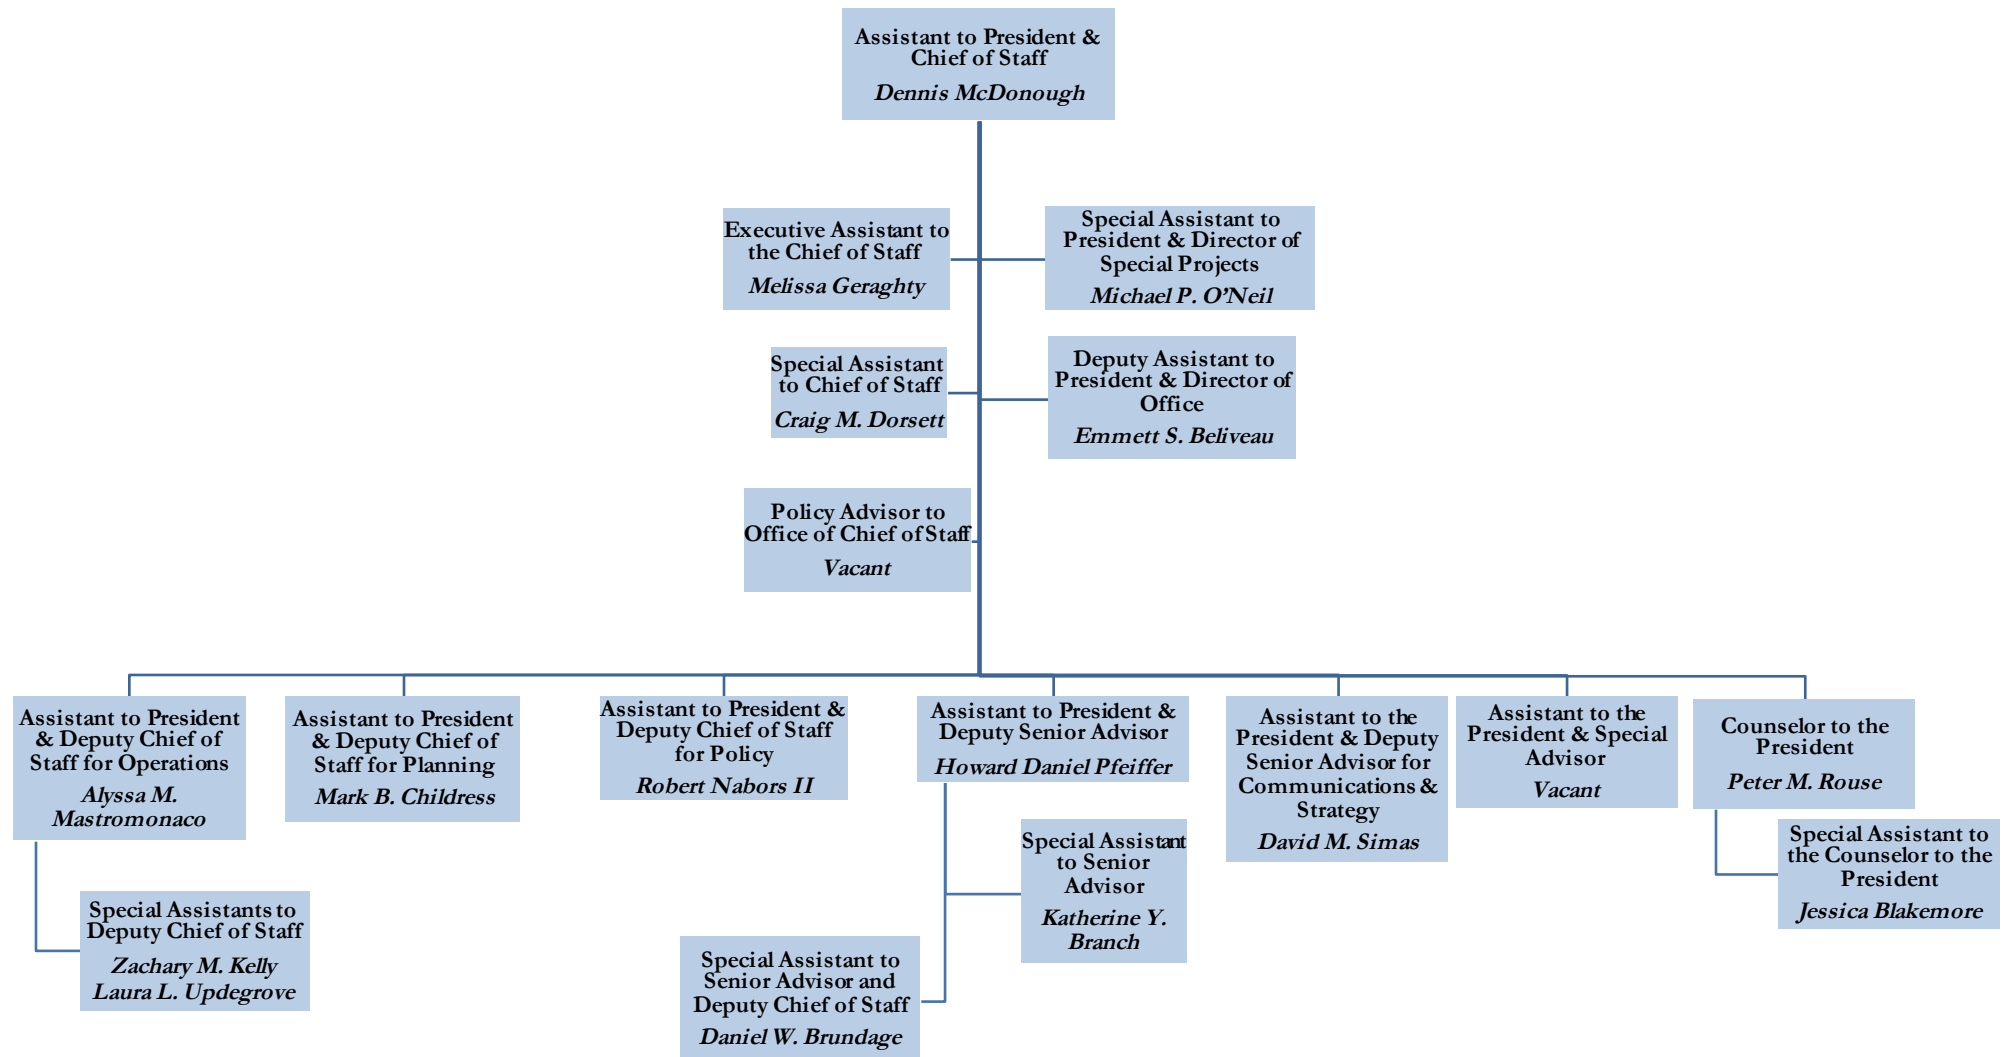 Assistant to President &
Chief of Staff
Dennis McDonough
Executive Assistant to
the Chief of Staff
Melissa Geraghty
Special Assistant to
President & Director of
Special Projects
Michael P. O’Neil
Special Assistant
to Chief of Staff
Craig M. Dorsett
Deputy Assistant to
President & Director of
Office
Emmett S. Beliveau
Policy Advisor to
Office of Chief of Staff
Vacant
Assistant to President
& Deputy Chief of
Staff for Operations
Alyssa M.
Mastromonaco
Assistant to President
& Deputy Chief of
Staff for Planning
Mark B. Childress
Assistant to President &
Deputy Chief of Staff
for Policy
Robert Nabors II
Assistant to President &
Deputy Senior Advisor
Howard Daniel Pfeiffer
Assistant to the
President & Deputy
Senior Advisor for
Communications &
Strategy
David M. Simas
Assistant to the
President & Special
Advisor
Vacant
Counselor to the
President
Peter M. Rouse
Special Assistants to
Deputy Chief of Staff
Zachary M. Kelly
Laura L. Updegrove
Special Assistant to
Senior Advisor and
Deputy Chief of Staff
Daniel W. Brundage
Special Assistant
to Senior
Advisor
Katherine Y.
Branch
Special Assistant to
the Counselor to the
President
Jessica Blakemore